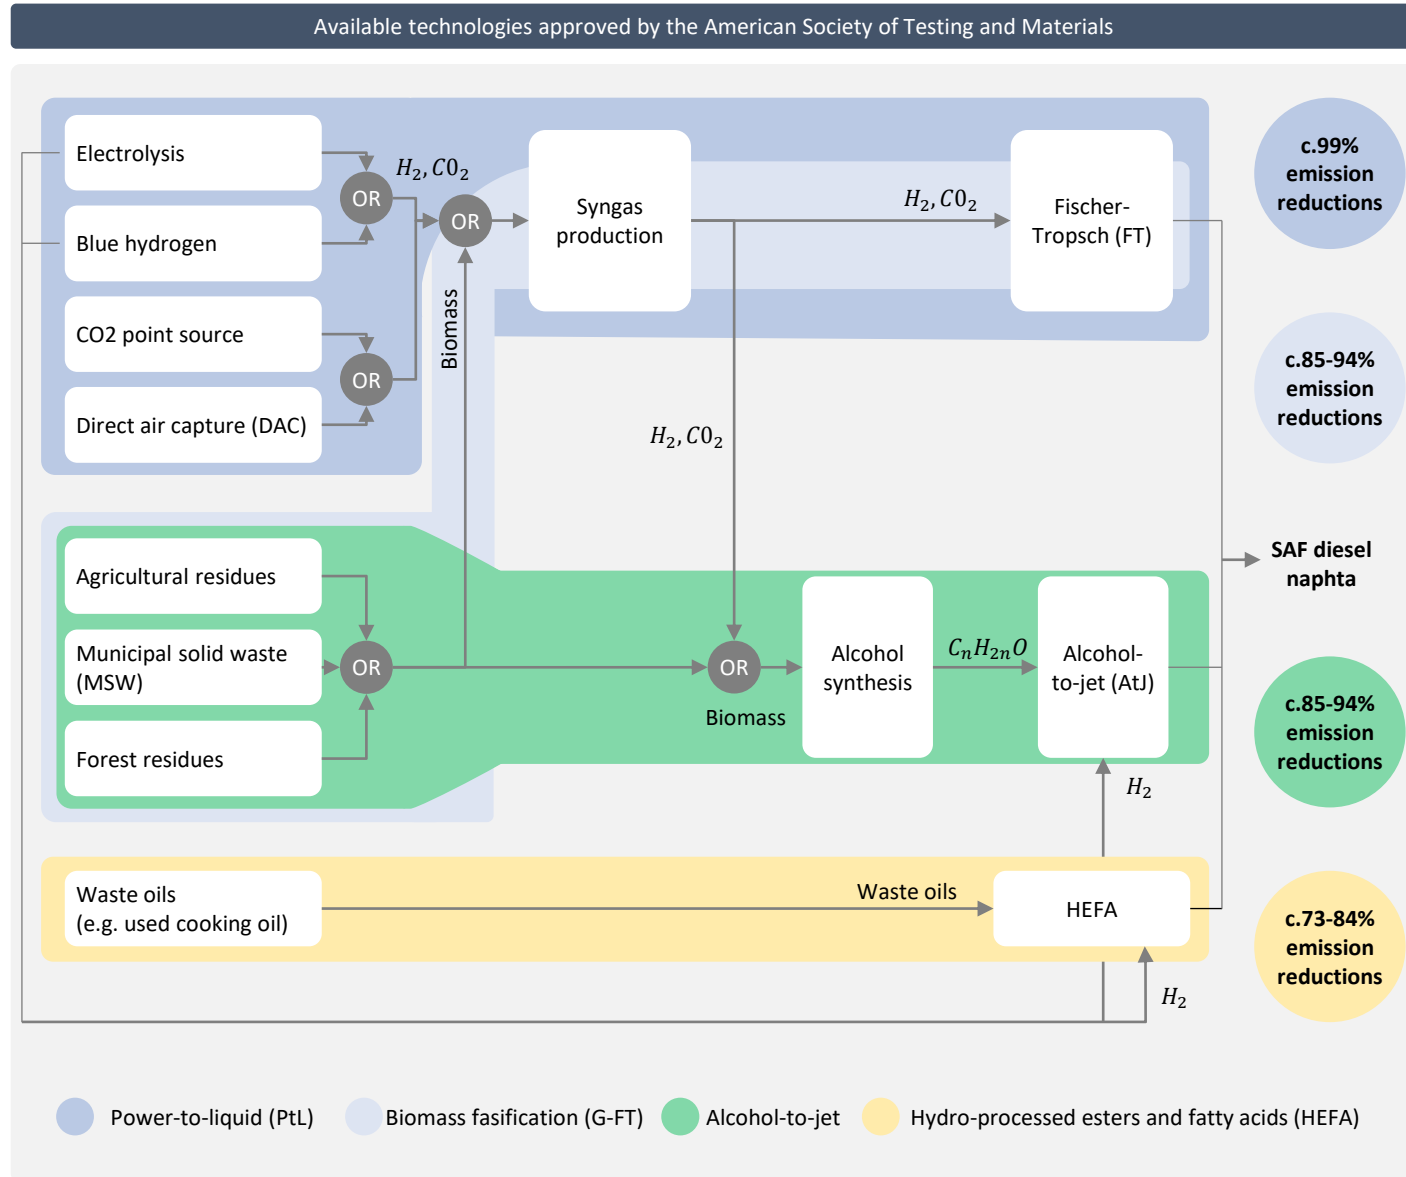 Available technologies approved by the American Society of Testing and Materials
Electrolysis
Blue hydrogen
CO2 point source
Direct air capture (DAC)
OR
OR
H₂, C0₂
OR
Biomass
Syngas
production
H₂, C0₂
Fischer-
Tropsch (FT)
H₂, C0₂
Agricultural residues
Municipal solid waste
(MSW)
Forest residues
OR
OR
Biomass
Alcohol
synthesis
CₙH₂ₙO
Alcohol-
to-jet (AtJ)
H₂
Waste oils
(e.g. used cooking oil)
Waste oils
HEFA
H₂
c.99%
emission
reductions
c.85-94%
emission
reductions
SAF diesel
naphta
c.85-94%
emission
reductions
c.73-84%
emission
reductions
Power-to-liquid (PtL)
Biomass fasification (G-FT)
Alcohol-to-jet
Hydro-processed esters and fatty acids (HEFA)